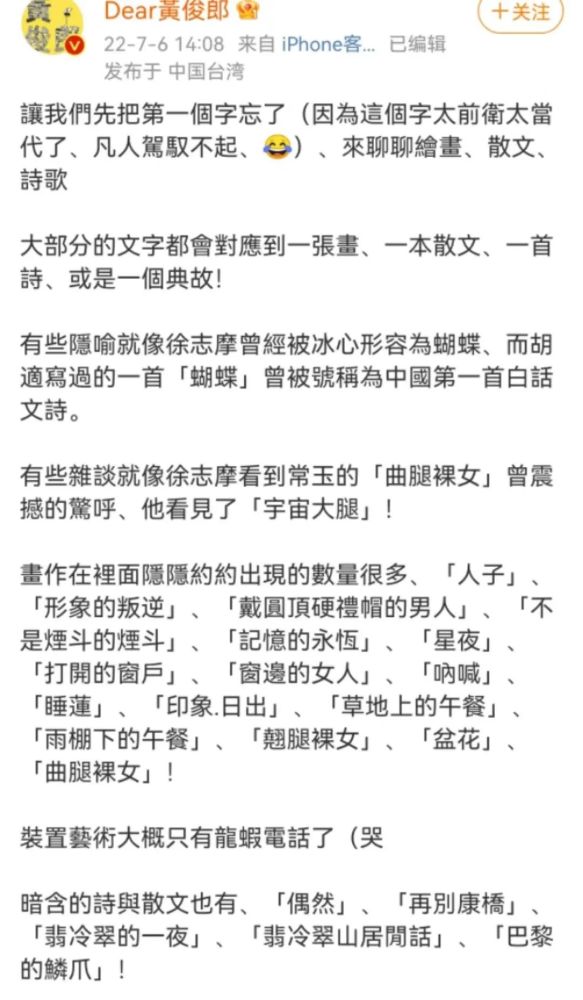 Dear黃俊郎
+关注
22-7-6 14:08 来自 iPhone客... 已编辑
发布于 中国台湾
讓我們先把第一個字忘了（因為這個字太前衛太當
代了、凡人駕馭不起、😂）、來聊聊繪畫、散文、
詩歌
大部分的文字都會對應到一張畫、一本散文、一首
詩、或是一個典故！
有些隱喻就像徐志摩曾經被冰心形容為蝴蝶、而胡
適寫過的一首「蝴蝶」曾被號稱為中國第一首白話
文詩。
有些雜談就像徐志摩看到常玉的「曲腿裸女」曾震
撼的驚呼、他看見了「宇宙大腿」！
畫作在裡面隱隱約約出現的數量很多、「人子」、
「形象的叛逆」、「戴圓頂硬禮帽的男人」、「不
是煙斗的煙斗」、「記憶的永恆」、「星夜」、
「打開的窗戶」、「窗邊的女人」、「吶喊」、
「睡蓮」、「印象.日出」、「草地上的午餐」、
「雨棚下的午餐」、「翹腿裸女」、「盆花」、
「曲腿裸女」！
裝置藝術大概只有龍蝦電話了（哭
暗含的詩與散文也有、「偶然」、「再別康橋」、
「翡冷翠的一夜」、「翡冷翠山居閒話」、「巴黎
的鱗爪」！